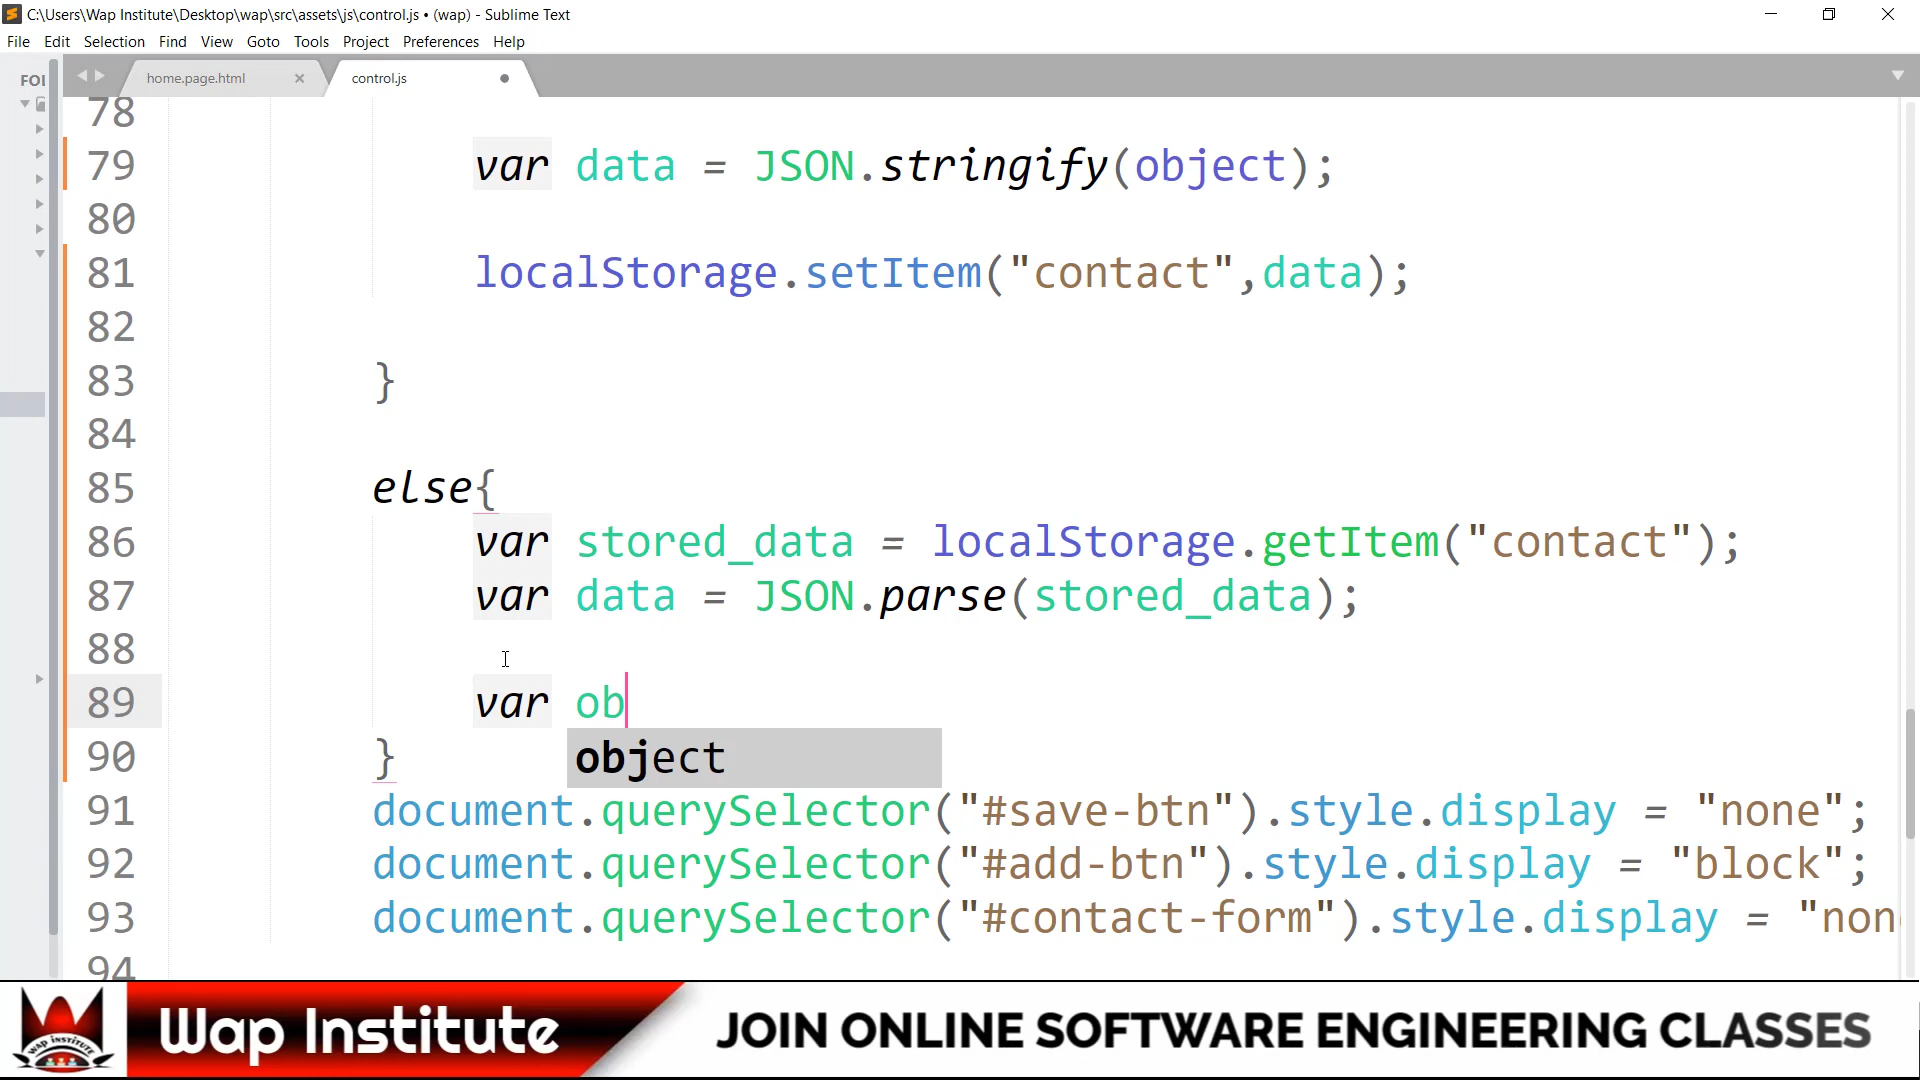 C:\Users\Wap Institute\Desktop\wap\src\assets\js\control.js • (wap) - Sublime Text
File Edit Selection Find View Goto Tools Project Preferences Help
FOL
home.page.html control.js
78
79 var data = JSON.stringify(object);
80
81 localStorage.setItem("contact",data);
82
83 }
84
85 else{
86 var stored_data = localStorage.getItem("contact");
87 var data = JSON.parse(stored_data);
88
89 var ob
object
90 }
91 document.querySelector("#save-btn").style.display = "none";
92 document.querySelector("#add-btn").style.display = "block";
93 document.querySelector("#contact-form").style.display = "non
94
WAP INSTITUTE
Wap Institute
JOIN ONLINE SOFTWARE ENGINEERING CLASSES